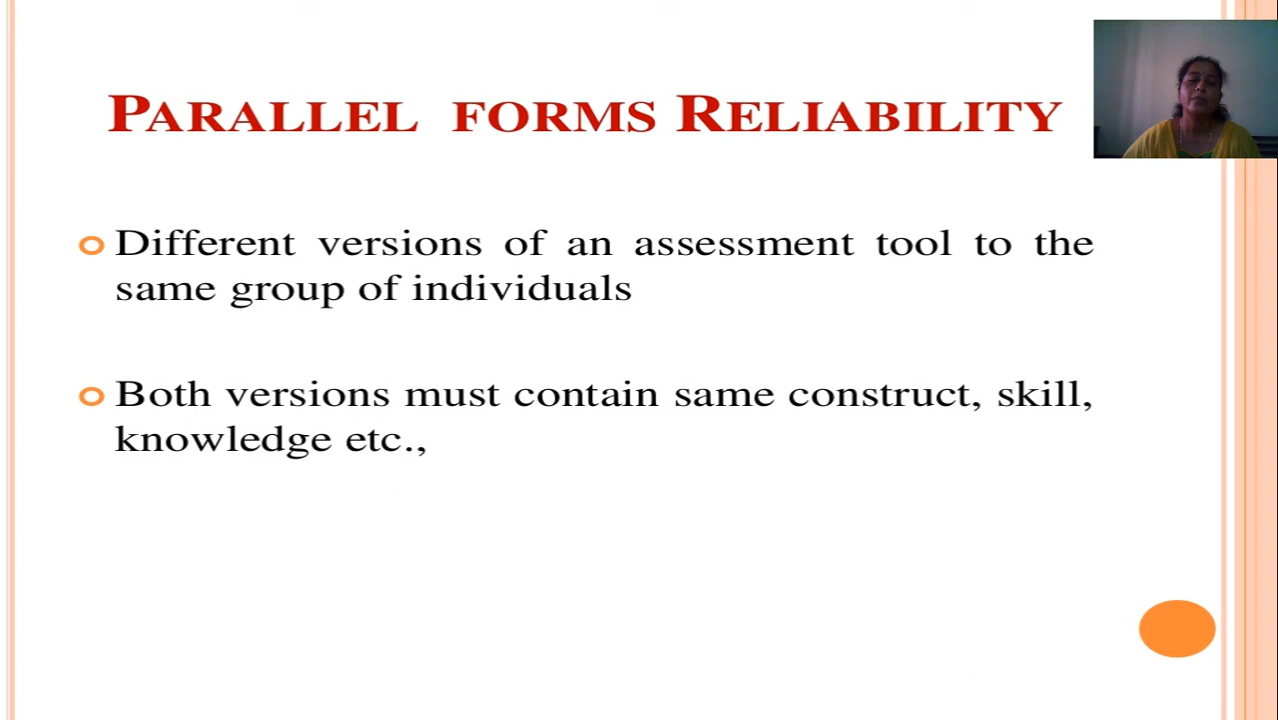 PARALLEL FORMS RELIABILITY
Different versions of an assessment tool to the
same group of individuals
Both versions must contain same construct, skill,
knowledge etc.,